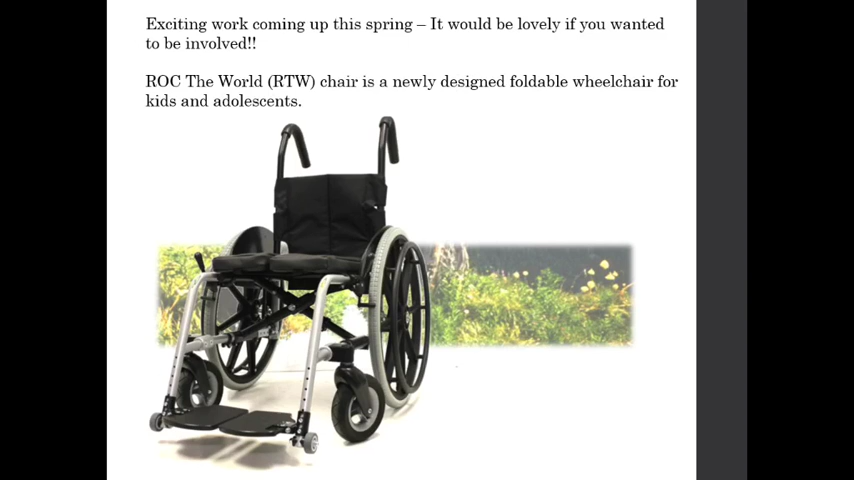 Exciting work coming up this spring – It would be lovely if you wanted
to be involved!!
ROC The World (RTW) chair is a newly designed foldable wheelchair for
kids and adolescents.